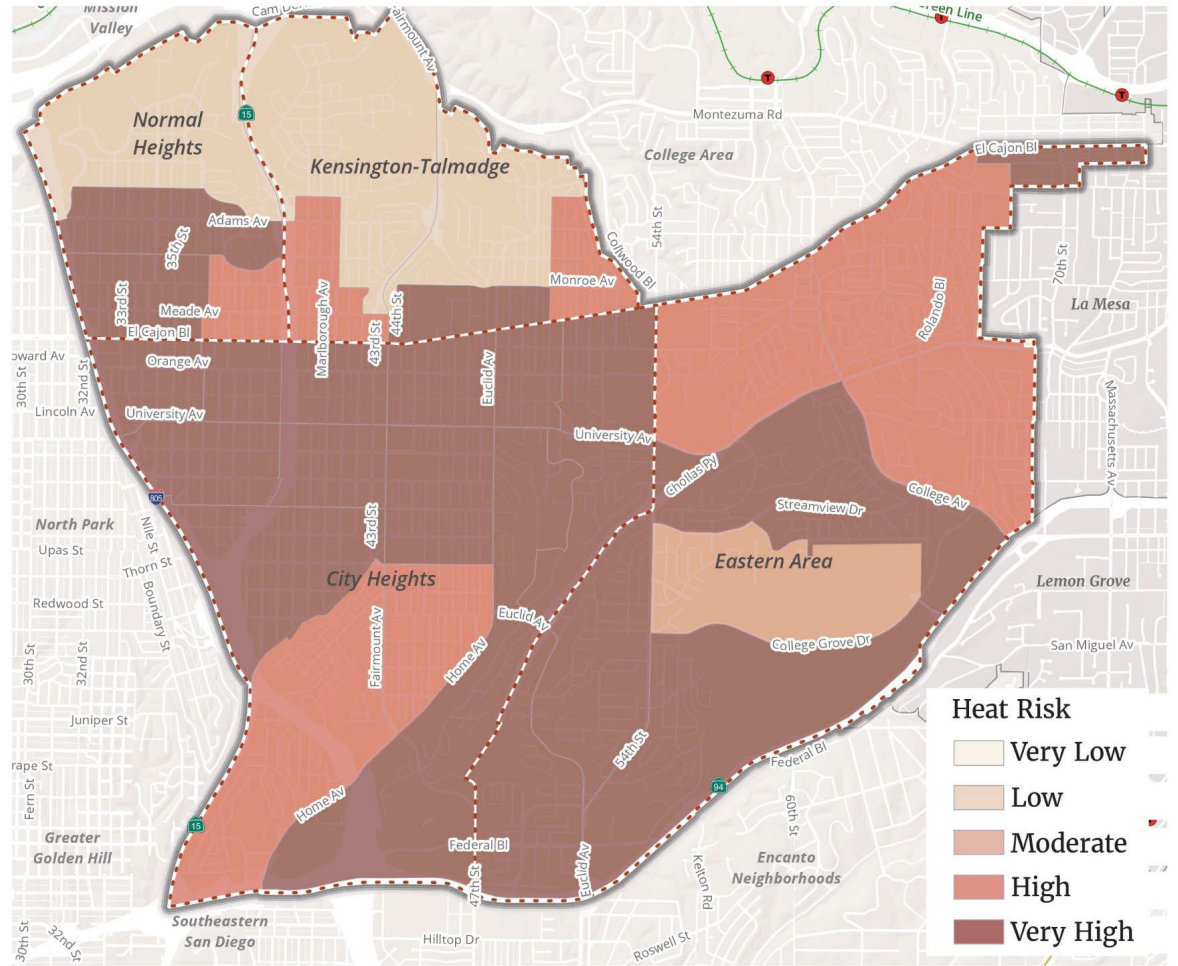 Mission
Valley
Fairmount Av
Green Line
T
T
T
15
Normal
Heights
Kensington-Talmadge
Montezuma Rd
College Area
El Cajon Bl
Adams Av
35th St
33rd St
Meade Av
El Cajon Bl
Marlborough Av
43rd St
44th St
Monroe Av
Collwood Bl
54th St
Rolando Bl
70th St
La Mesa
30th St
32nd St
Orange Av
Lincoln Av
University Av
Euclid Av
University Av
Chollas Py
College Av
Massachusetts Av
Streamview Dr
805
North Park
Upas St
Nile St
Thorn St
Boundary St
43rd St
City Heights
Eastern Area
Lemon Grove
Redwood St
30th St
32nd St
Fairmount Av
Home Av
Euclid Av
College Grove Dr
San Miguel Av
Juniper St
Fern St
54th St
Federal Bl
94
60th St
15
Home Av
Greater
Golden Hill
Federal Bl
47th St
Euclid Av
Kelton Rd
Encanto
Neighborhoods
Southeastern
San Diego
30th St
32nd St
Hilltop Dr
Roswell St
Heat Risk
Very Low
Low
Moderate
High
Very High